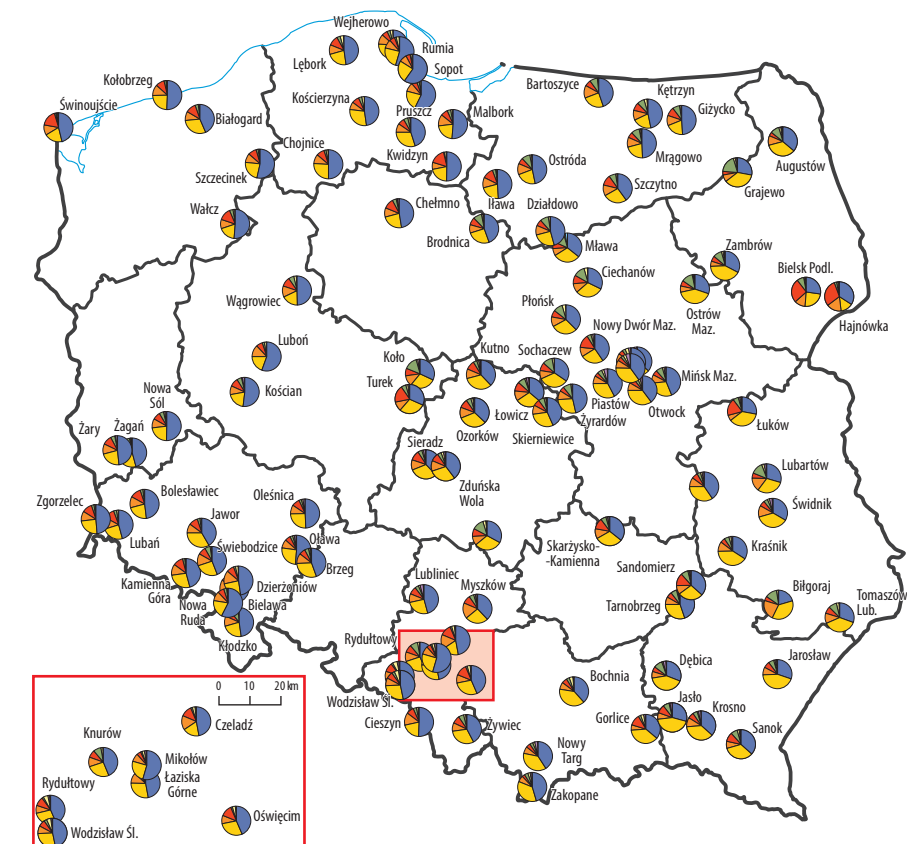 Wejherowo
Rumia
Sopot
Lębork
Kołobrzeg
Świnoujście
Białogard
Kościerzyna
Pruszcz
Malbork
Bartoszyce
Kętrzyn
Giżycko
Mrągowo
Augustów
Grajewo
Chojnice
Kwidzyn
Szczecinek
Ostróda
Iława
Szczytno
Działdowo
Wałcz
Chełmno
Brodnica
Mława
Zambrów
Ciechanów
Bielsk Podl.
Hajnówka
Wągrowiec
Płońsk
Ostrów
Maz.
Nowy Dwór Maz.
Luboń
Koło
Kutno
Sochaczew
Mińsk Maz.
Turek
Kościan
Nowa
Sól
Łowicz
Piastów
Otwock
Żyrardów
Ozorków
Skierniewice
Łuków
Żary
Żagań
Sieradz
Zduńska
Wola
Lubartów
Świdnik
Zgorzelec
Bolesławiec
Oleśnica
Lubań
Jawor
Oława
Świebodzice
Brzeg
Skarżysko-
-Kamienna
Kraśnik
Sandomierz
Kamienna
Góra
Dzierżoniów
Lubliniec
Myszków
Biłgoraj
Tomaszów
Lub.
Nowa
Ruda
Bielawa
Tarnobrzeg
Kłodzko
Rydułtowy
Dębica
Jarosław
Bochnia
Wodzisław Śl.
Jasło
Krosno
Cieszyn
Żywiec
Gorlice
Sanok
Nowy
Targ
Zakopane
0 10 20 km
Czeladź
Knurów
Mikołów
Łaziska
Górne
Rydułtowy
Oświęcim
Wodzisław Śl.